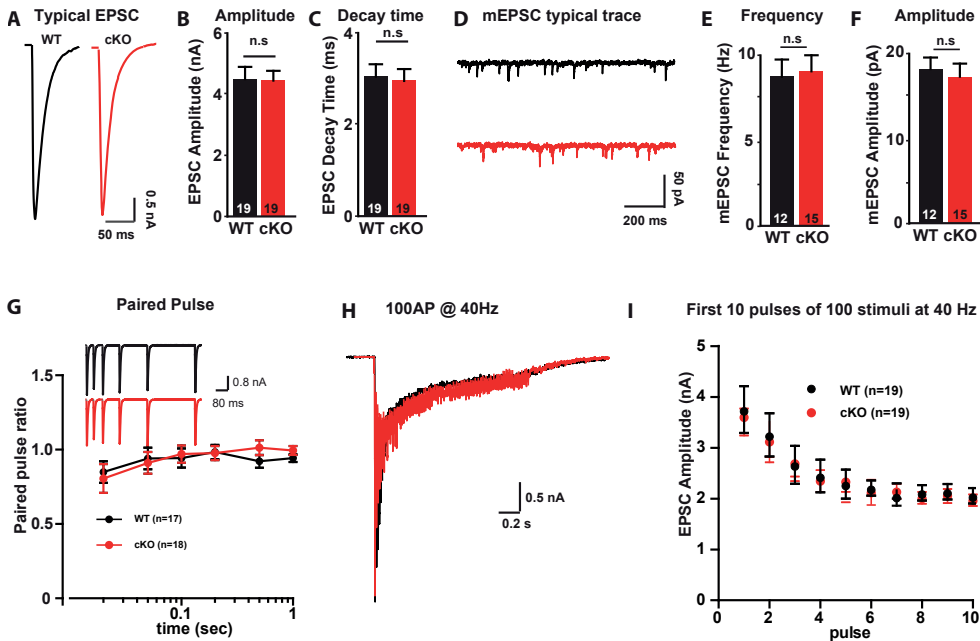 A
Typical EPSC
WT
cKO
0.5 nA
50 ms
B
Amplitude
n.s
EPSC Amplitude (nA)
6
4
2
0
19
19
WT cKO
C
Decay time
n.s
EPSC Decay Time (ms)
4
2
0
19
19
WT cKO
D
mEPSC typical trace
50 pA
200 ms
E
Frequency
n.s
mEPSC Frequency (Hz)
10
5
0
12
15
WT cKO
F
Amplitude
n.s
mEPSC Amplitude (pA)
20
10
0
12
15
WT cKO
G
Paired Pulse
0.8 nA
80 ms
Paired pulse ratio
1.5
1.0
0.5
0
WT (n=17)
cKO (n=18)
0.1
1
time (sec)
H
100AP @ 40Hz
0.5 nA
0.2 s
I
First 10 pulses of 100 stimuli at 40 Hz
EPSC Amplitude (nA)
5
4
3
2
1
0
WT (n=19)
cKO (n=19)
0
2
4
6
8
10
pulse